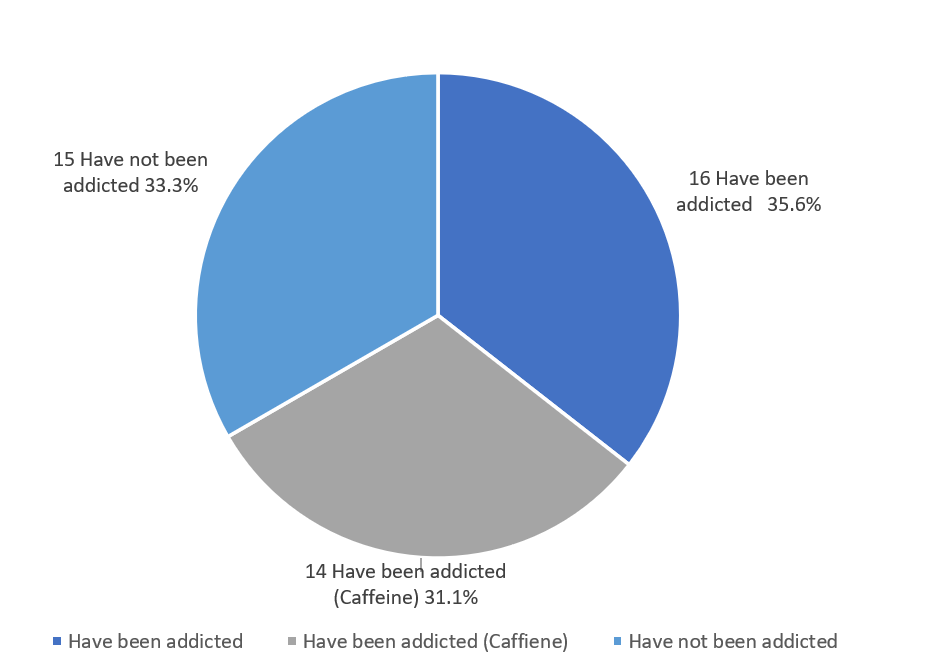 15 Have not been
addicted 33.3%
16 Have been
addicted 35.6%
14 Have been addicted
(Caffeine) 31.1%
Have been addicted
Have been addicted (Caffiene)
Have not been addicted